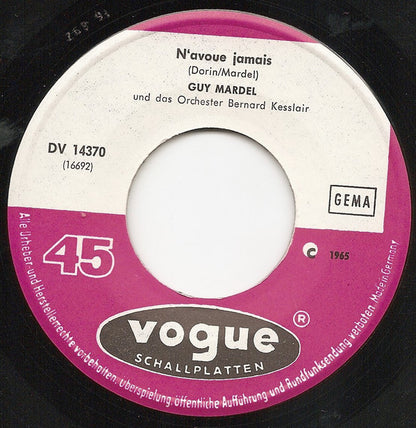 N'avoue jamais
(Dorin/Mardel)
GUY MARDEL
und das Orchester Bernard Kesslair
DV 14370
(16692)
GEMA
45
C 1965
vogue ®
SCHALLPLATTEN
Alle Urheber- und Herstellerrechte vorbehalten. Überspielung öffentliche Aufführung und Rundfunksendung verboten. Made in Germany